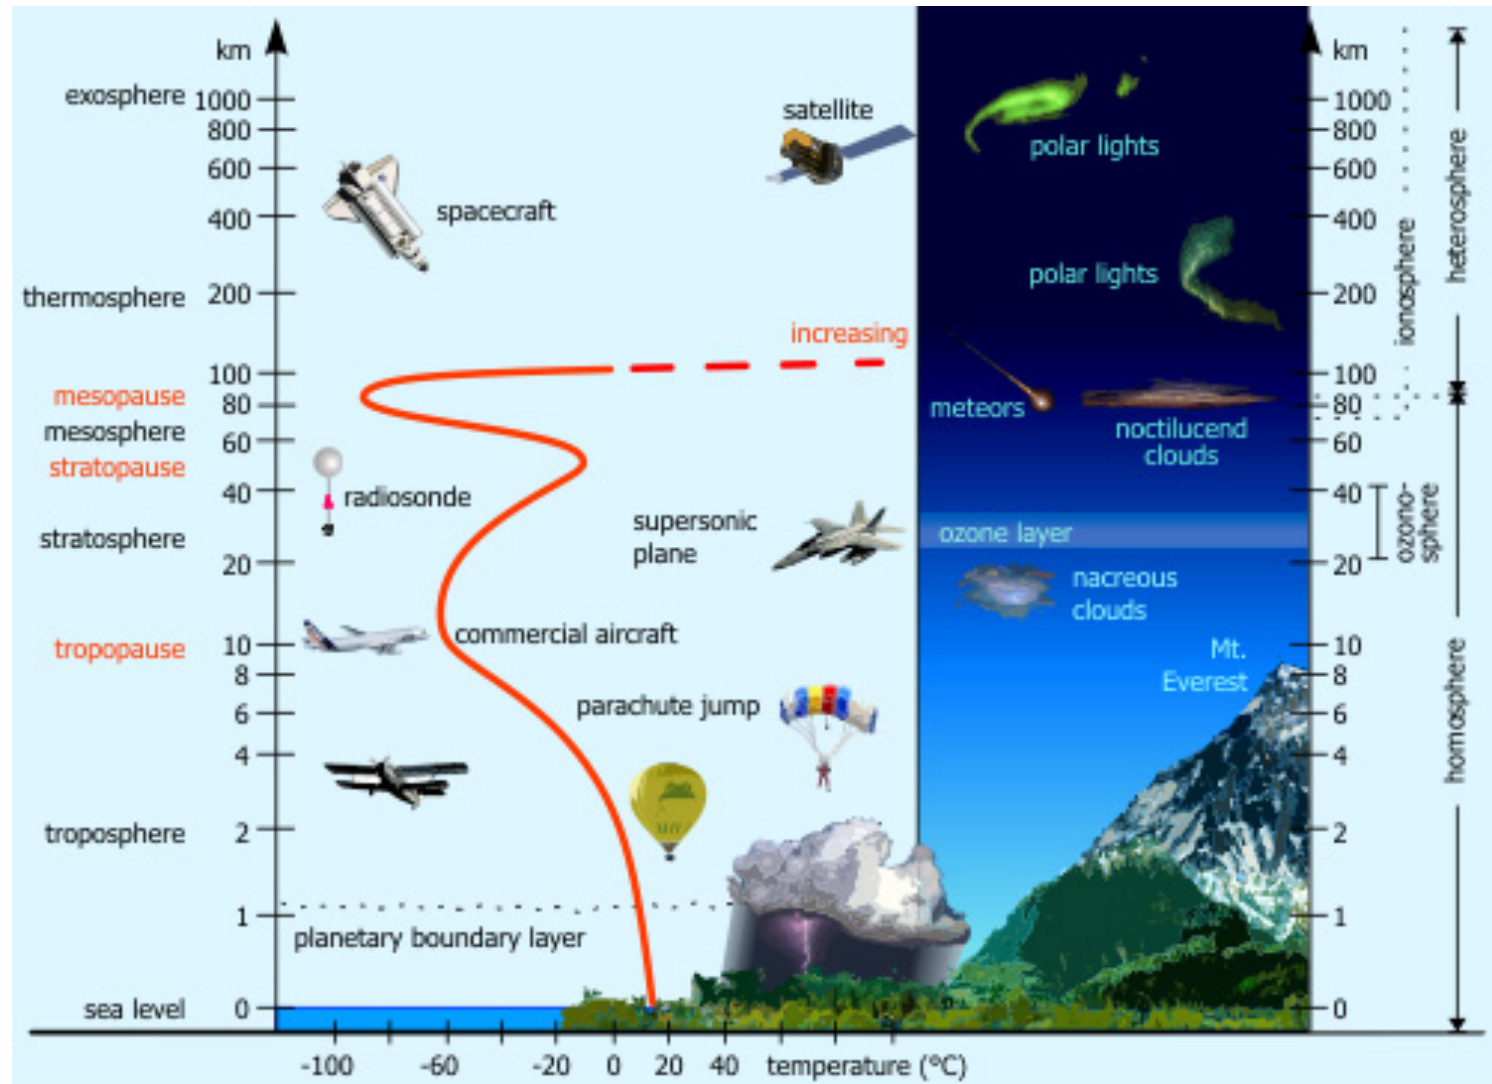 km
km
exosphere
1000
satellite
1000
800
800
polar lights
600
600
400
spacecraft
400
heterosphere
ionosphere
polar lights
thermosphere
200
200
increasing
100
100
mesopause
80
meteors
80
mesosphere
noctilucend
clouds
60
60
stratopause
40
radiosonde
40
ozono-
sphere
supersonic
plane
ozone layer
stratosphere
20
20
nacreous
clouds
commercial aircraft
tropopause
10
Mt.
Everest
10
8
8
homosphere
6
parachute jump
6
4
4
troposphere
2
2
1
1
planetary boundary layer
sea level
0
0
-100
-60
-20
0
20
40
temperature (°C)